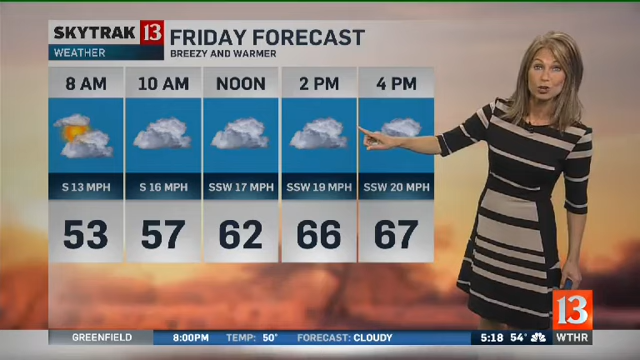 SKYTRAK 13
WEATHER
FRIDAY FORECAST
BREEZY AND WARMER
8 AM 10 AM NOON 2 PM 4 PM
S 13 MPH S 16 MPH SSW 17 MPH SSW 19 MPH SSW 20 MPH
53 57 62 66 67
13
GREENFIELD 8:00PM TEMP: 50° FORECAST: CLOUDY 5:18 54° WTHR